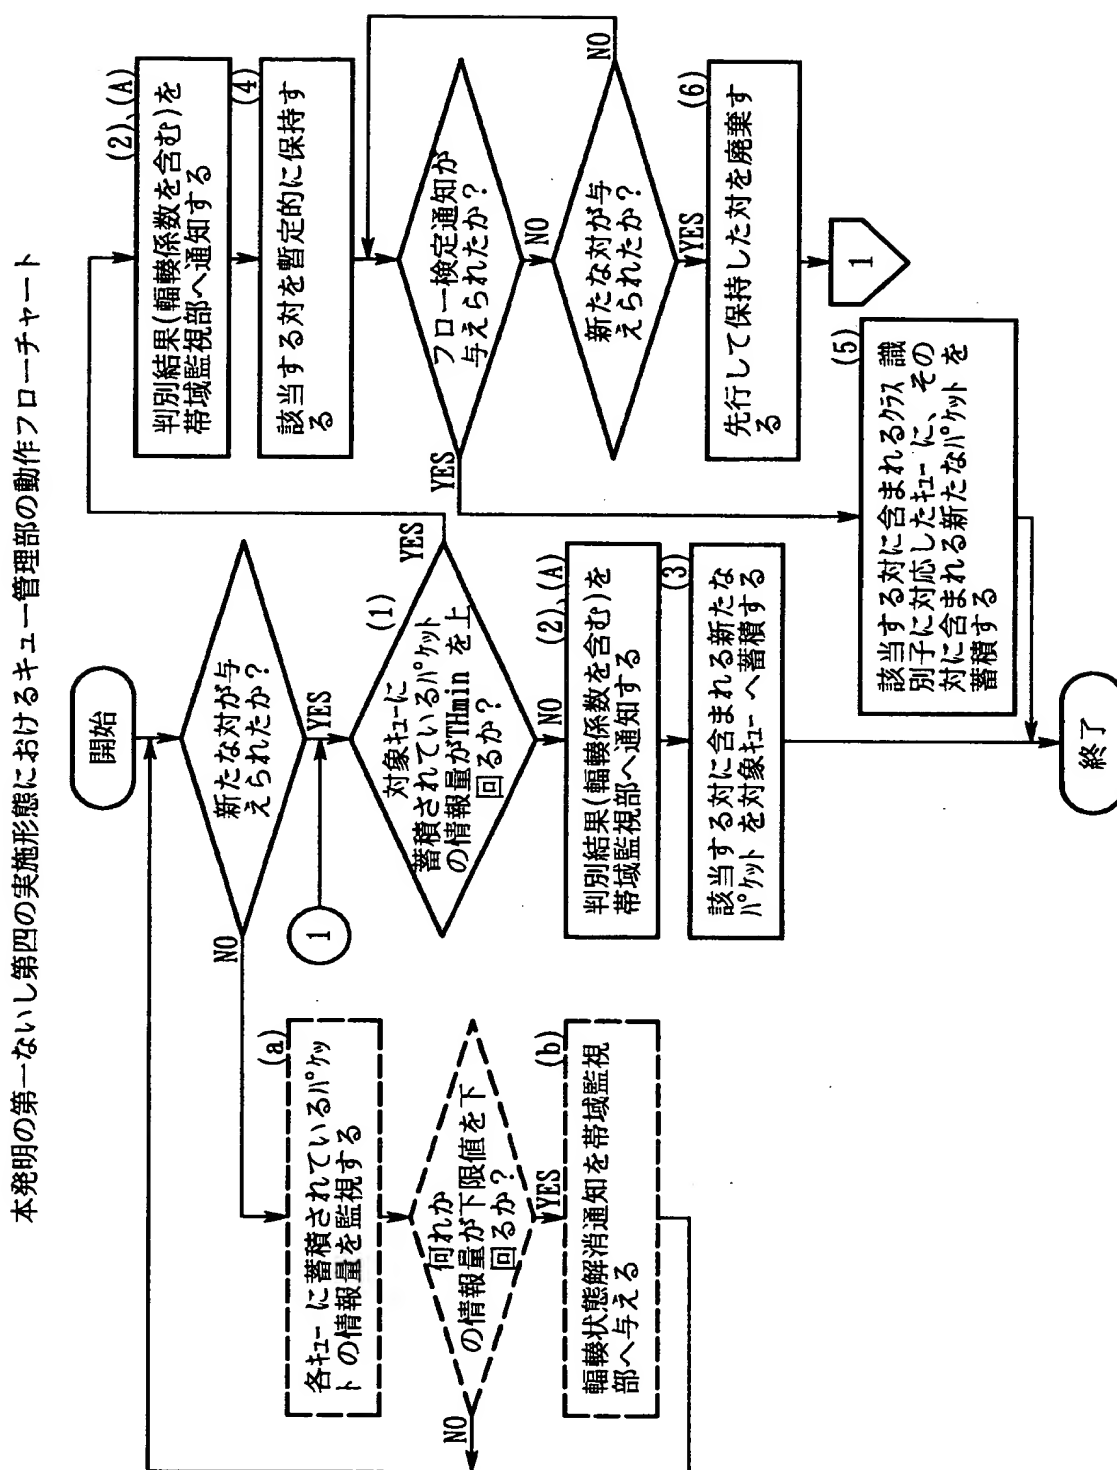 本発明の第一ないし第四の実施形態におけるキュー管理部の動作フローチャート
開始
新たな対が与
えられたか?
NO
YES
1
(1)
対象キューに
蓄積されているパケット
の情報量がTHminを上
回るか?
YES
NO
(2)、(A)
判別結果(輻輳係数を含む)を
帯域監視部へ通知する
(3)
該当する対に含まれる新たな
パケットを対象キューへ蓄積する
終了
(a)
各キューに蓄積されているパケッ
トの情報量を監視する
何れか
の情報量が下限値を下
回るか?
NO
YES
(b)
輻輳状態解消通知を帯域監視
部へ与える
(2)、(A)
判別結果(輻輳係数を含む)を
帯域監視部へ通知する
(4)
該当する対を暫定的に保持す
る
フロー検定通知が
与えられたか?
YES
NO
新たな対が与
えられたか?
NO
YES
(6)
先行して保持した対を廃棄す
る
1
(5)
該当する対に含まれるクラス識
別子に対応したキューに、その
対に含まれる新たなパケットを
蓄積する